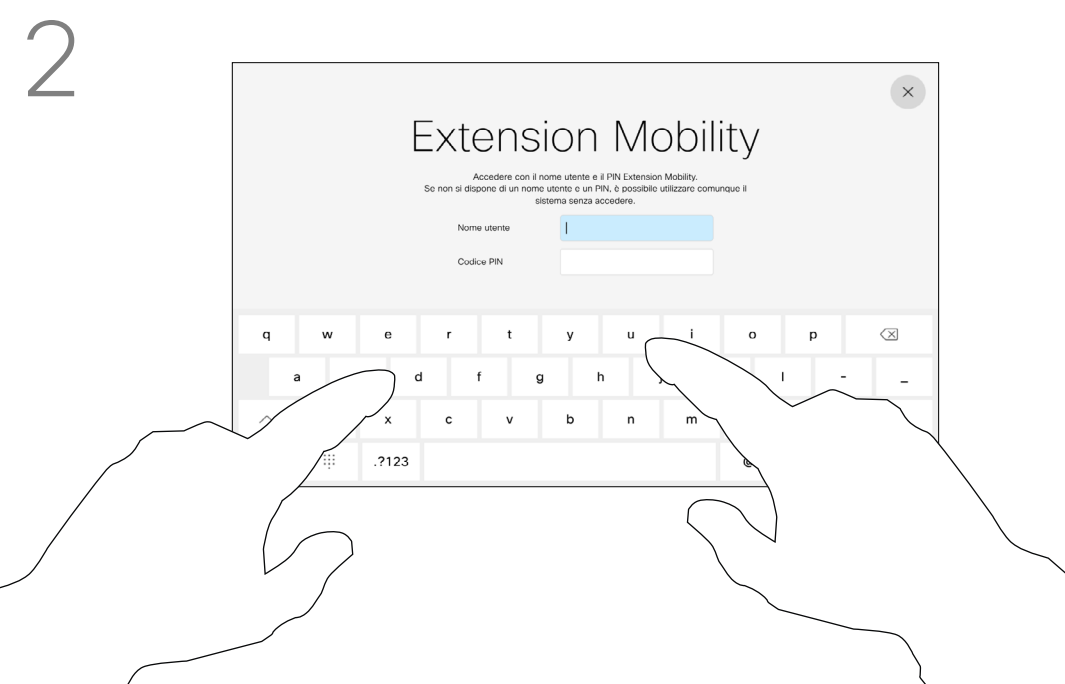 2
Extension Mobility
Accedere con il nome utente e il PIN Extension Mobility.
Se non si dispone di un nome utente e un PIN, è possibile utilizzare comunque il
sistema senza accedere.
Nome utente
Codice PIN
q w e r t y u i o p
a d f g h j l - _
x c v b n m
.?123 @